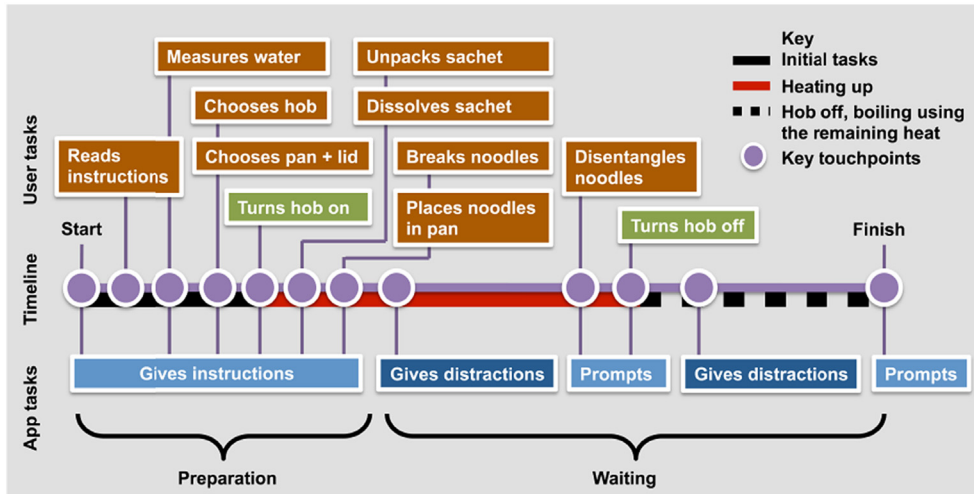 Measures water
Unpacks sachet
Key
Initial tasks
Heating up
Hob off, boiling using
the remaining heat
Key touchpoints
Chooses hob
Dissolves sachet
User tasks
Reads
instructions
Chooses pan + lid
Breaks noodles
Disentangles
noodles
Turns hob on
Places noodles
in pan
Turns hob off
Start
Finish
Timeline
App tasks
Gives instructions
Gives distractions
Prompts
Gives distractions
Prompts
Preparation
Waiting